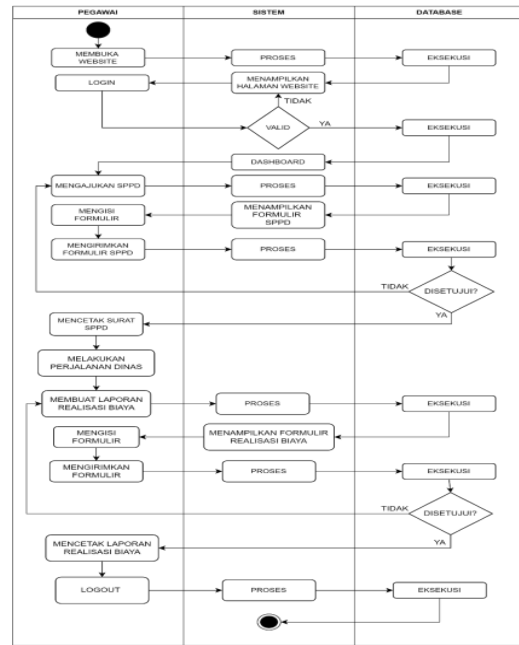 PEGAWAI
SISTEM
DATABASE
MEMBUKA
WEBSITE
PROSES
EKSEKUSI
LOGIN
MENAMPILKAN
HALAMAN WEBSITE
TIDAK
VALID
YA
EKSEKUSI
DASHBOARD
MENGAJUKAN SPPD
PROSES
EKSEKUSI
MENGISI
FORMULIR
MENAMPILKAN
FORMULIR
SPPD
MENGIRIMKAN
FORMULIR SPPD
PROSES
EKSEKUSI
TIDAK
DISETUJUI?
YA
MENCETAK SURAT
SPPD
MELAKUKAN
PERJALANAN DINAS
MEMBUAT LAPORAN
REALISASI BIAYA
PROSES
EKSEKUSI
MENGISI
FORMULIR
MENAMPILKAN FORMULIR
REALISASI BIAYA
MENGIRIMKAN
FORMULIR
PROSES
EKSEKUSI
TIDAK
DISETUJUI?
YA
MENCETAK LAPORAN
REALISASI BIAYA
LOGOUT
PROSES
EKSEKUSI